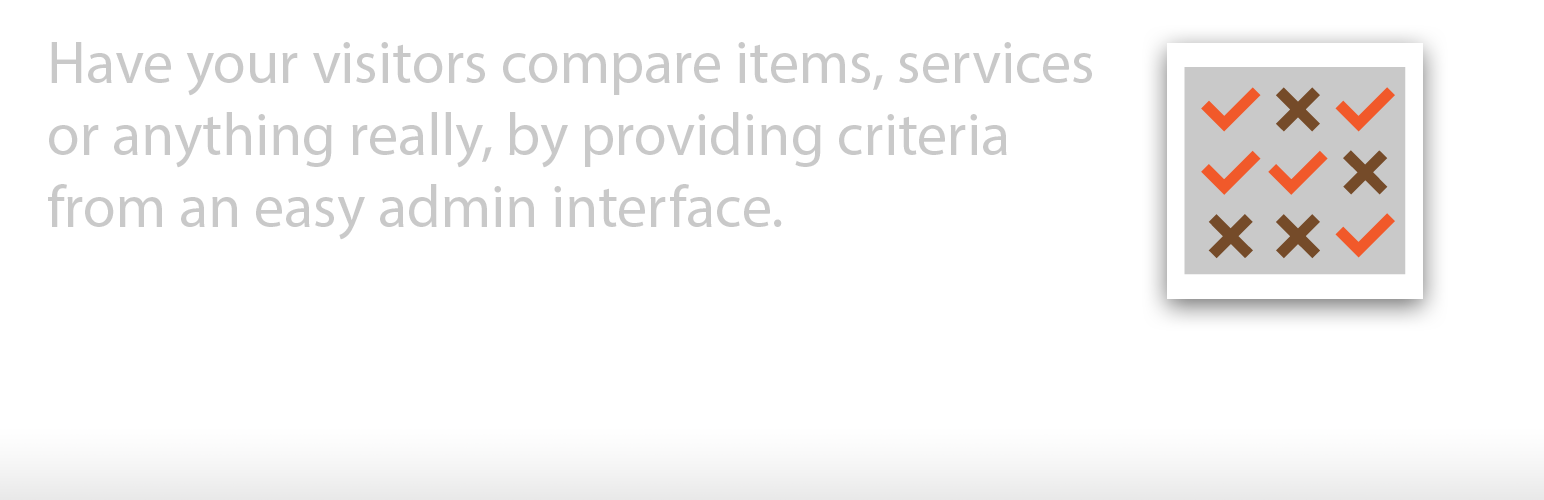 Have your visitors compare items, services
or anything really, by providing criteria
from an easy admin interface.